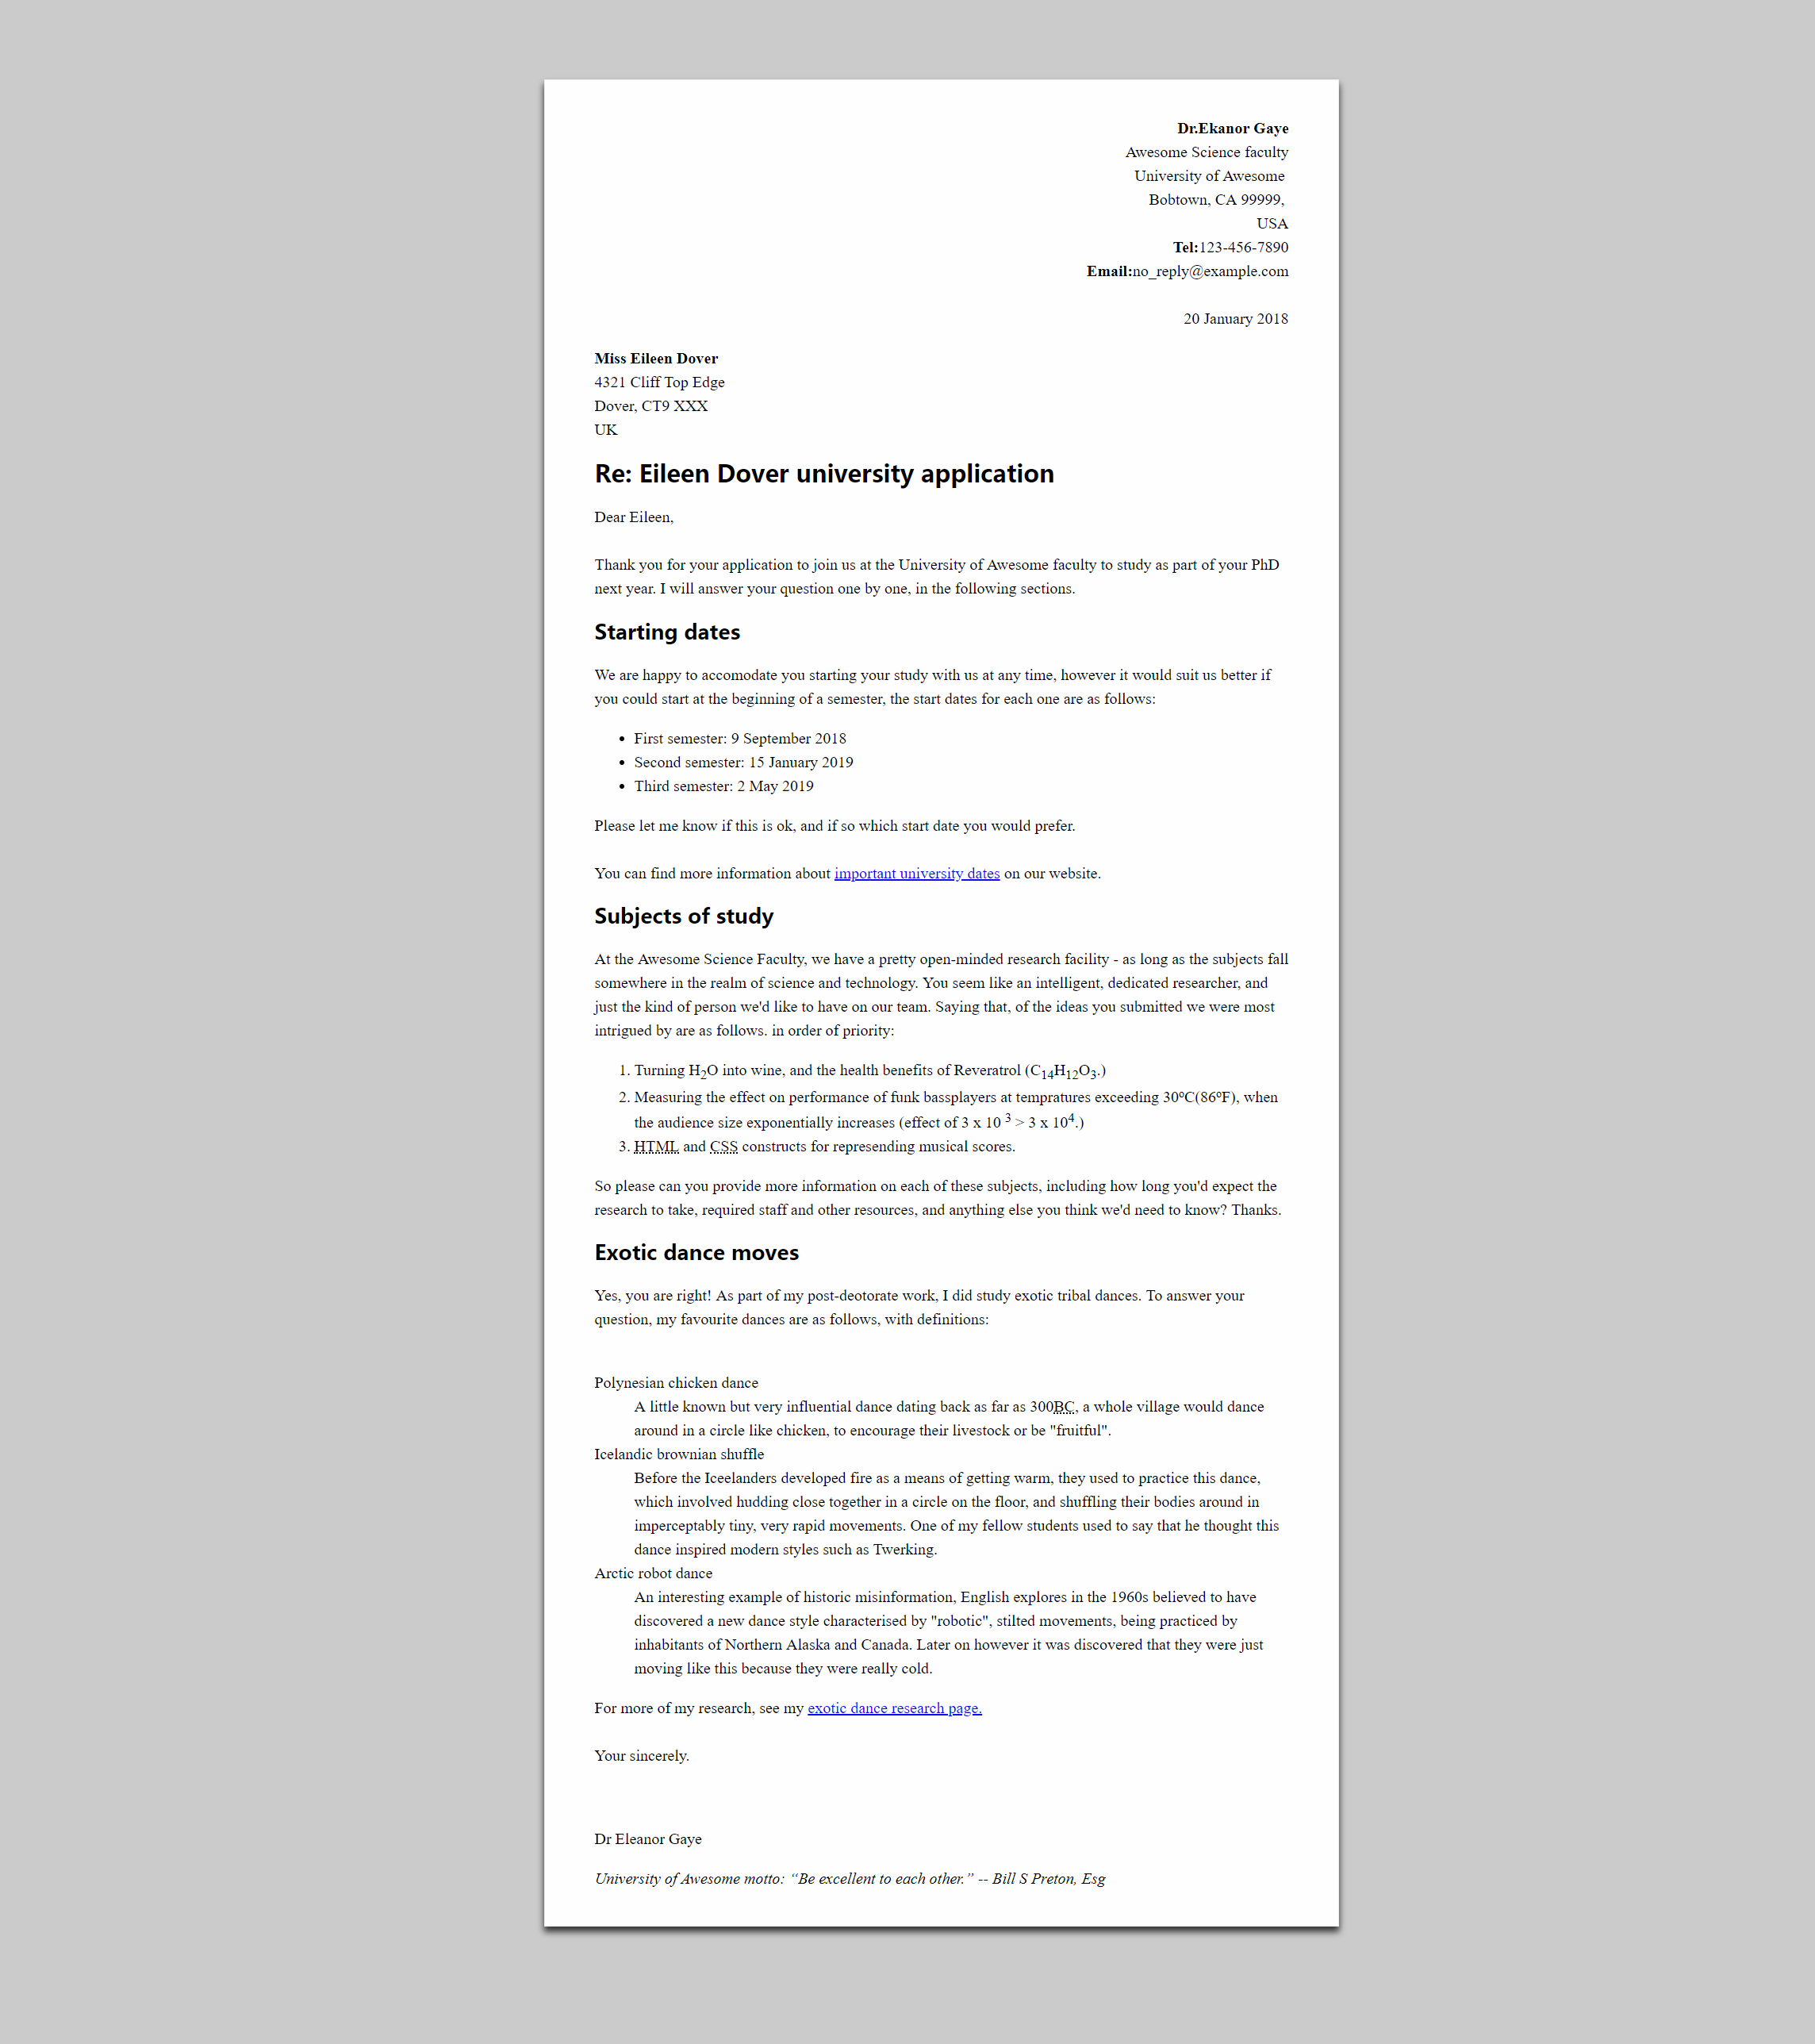 Dr.Ekanor Gaye
Awesome Science faculty
University of Awesome
Bobtown, CA 99999,
USA
Tel:123-456-7890
Email:no_reply@example.com
20 January 2018
Miss Eileen Dover
4321 Cliff Top Edge
Dover, CT9 XXX
UK
Re: Eileen Dover university application
Dear Eileen,
Thank you for your application to join us at the University of Awesome faculty to study as part of your PhD
next year. I will answer your question one by one, in the following sections.
Starting dates
We are happy to accomodate you starting your study with us at any time, however it would suit us better if
you could start at the beginning of a semester, the start dates for each one are as follows:
• First semester: 9 September 2018
• Second semester: 15 January 2019
• Third semester: 2 May 2019
Please let me know if this is ok, and if so which start date you would prefer.
You can find more information about important university dates on our website.
Subjects of study
At the Awesome Science Faculty, we have a pretty open-minded research facility - as long as the subjects fall
somewhere in the realm of science and technology. You seem like an intelligent, dedicated researcher, and
just the kind of person we'd like to have on our team. Saying that, of the ideas you submitted we were most
intrigued by are as follows. in order of priority:
1. Turning H₂O into wine, and the health benefits of Reveratrol (C₁₄H₁₂O₃.)
2. Measuring the effect on performance of funk bassplayers at tempratures exceeding 30ºC(86ºF), when
the audience size exponentially increases (effect of 3 x 10 ³ > 3 x 10⁴.)
3. HTML and CSS constructs for represending musical scores.
So please can you provide more information on each of these subjects, including how long you'd expect the
research to take, required staff and other resources, and anything else you think we'd need to know? Thanks.
Exotic dance moves
Yes, you are right! As part of my post-deotorate work, I did study exotic tribal dances. To answer your
question, my favourite dances are as follows, with definitions:
Polynesian chicken dance
A little known but very influential dance dating back as far as 300BC, a whole village would dance
around in a circle like chicken, to encourage their livestock or be "fruitful".
Icelandic brownian shuffle
Before the Iceelanders developed fire as a means of getting warm, they used to practice this dance,
which involved hudding close together in a circle on the floor, and shuffling their bodies around in
imperceptably tiny, very rapid movements. One of my fellow students used to say that he thought this
dance inspired modern styles such as Twerking.
Arctic robot dance
An interesting example of historic misinformation, English explores in the 1960s believed to have
discovered a new dance style characterised by "robotic", stilted movements, being practiced by
inhabitants of Northern Alaska and Canada. Later on however it was discovered that they were just
moving like this because they were really cold.
For more of my research, see my exotic dance research page.
Your sincerely.
Dr Eleanor Gaye
University of Awesome motto: “Be excellent to each other.” -- Bill S Preton, Esg